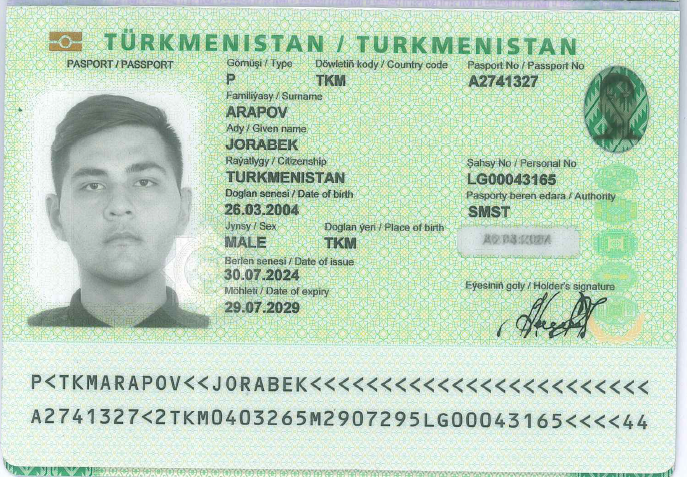 TÜRKMENISTAN / TURKMENISTAN
PASPORT / PASSPORT
Görnüşi / Type
Döwletiň kody / Country code
Pasport No / Passport No
P
TKM
A2741327
Familiýasy / Surname
ARAPOV
Ady / Given name
JORABEK
Raýatlygy / Citizenship
Şahsy No / Personal No
TURKMENISTAN
LG00043165
Doglan senesi / Date of birth
Pasporty beren edara / Authority
26.03.2004
SMST
Jynsy / Sex
Doglan ýeri / Place of birth
MALE
TKM
Berlen senesi / Date of issue
30.07.2024
Möhleti / Date of expiry
Eýesiniň goly / Holder's signature
29.07.2029
P<TKMARAPOV<<JORABEK<<<<<<<<<<<<<<<<<<<<<<<<
A2741327<2TKM0403265M2907295LG00043165<<<<44